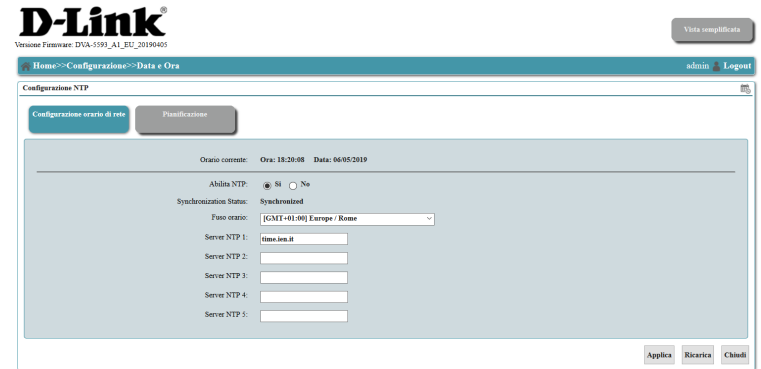 D-Link®
Versione Firmware: DVA-5593_A1_EU_20190405
Vista semplificata
Home>>Configurazione>>Data e Ora
admin Logout
Configurazione NTP
Configurazione orario di rete
Pianificazione
Orario corrente: Ora: 18:20:08 Data: 06/05/2019
Abilita NTP: Si No
Synchronization Status: Synchronized
Fuso orario: [GMT+01:00] Europe / Rome
Server NTP 1: time.ien.it
Server NTP 2:
Server NTP 3:
Server NTP 4:
Server NTP 5:
Applica Ricarica Chiudi